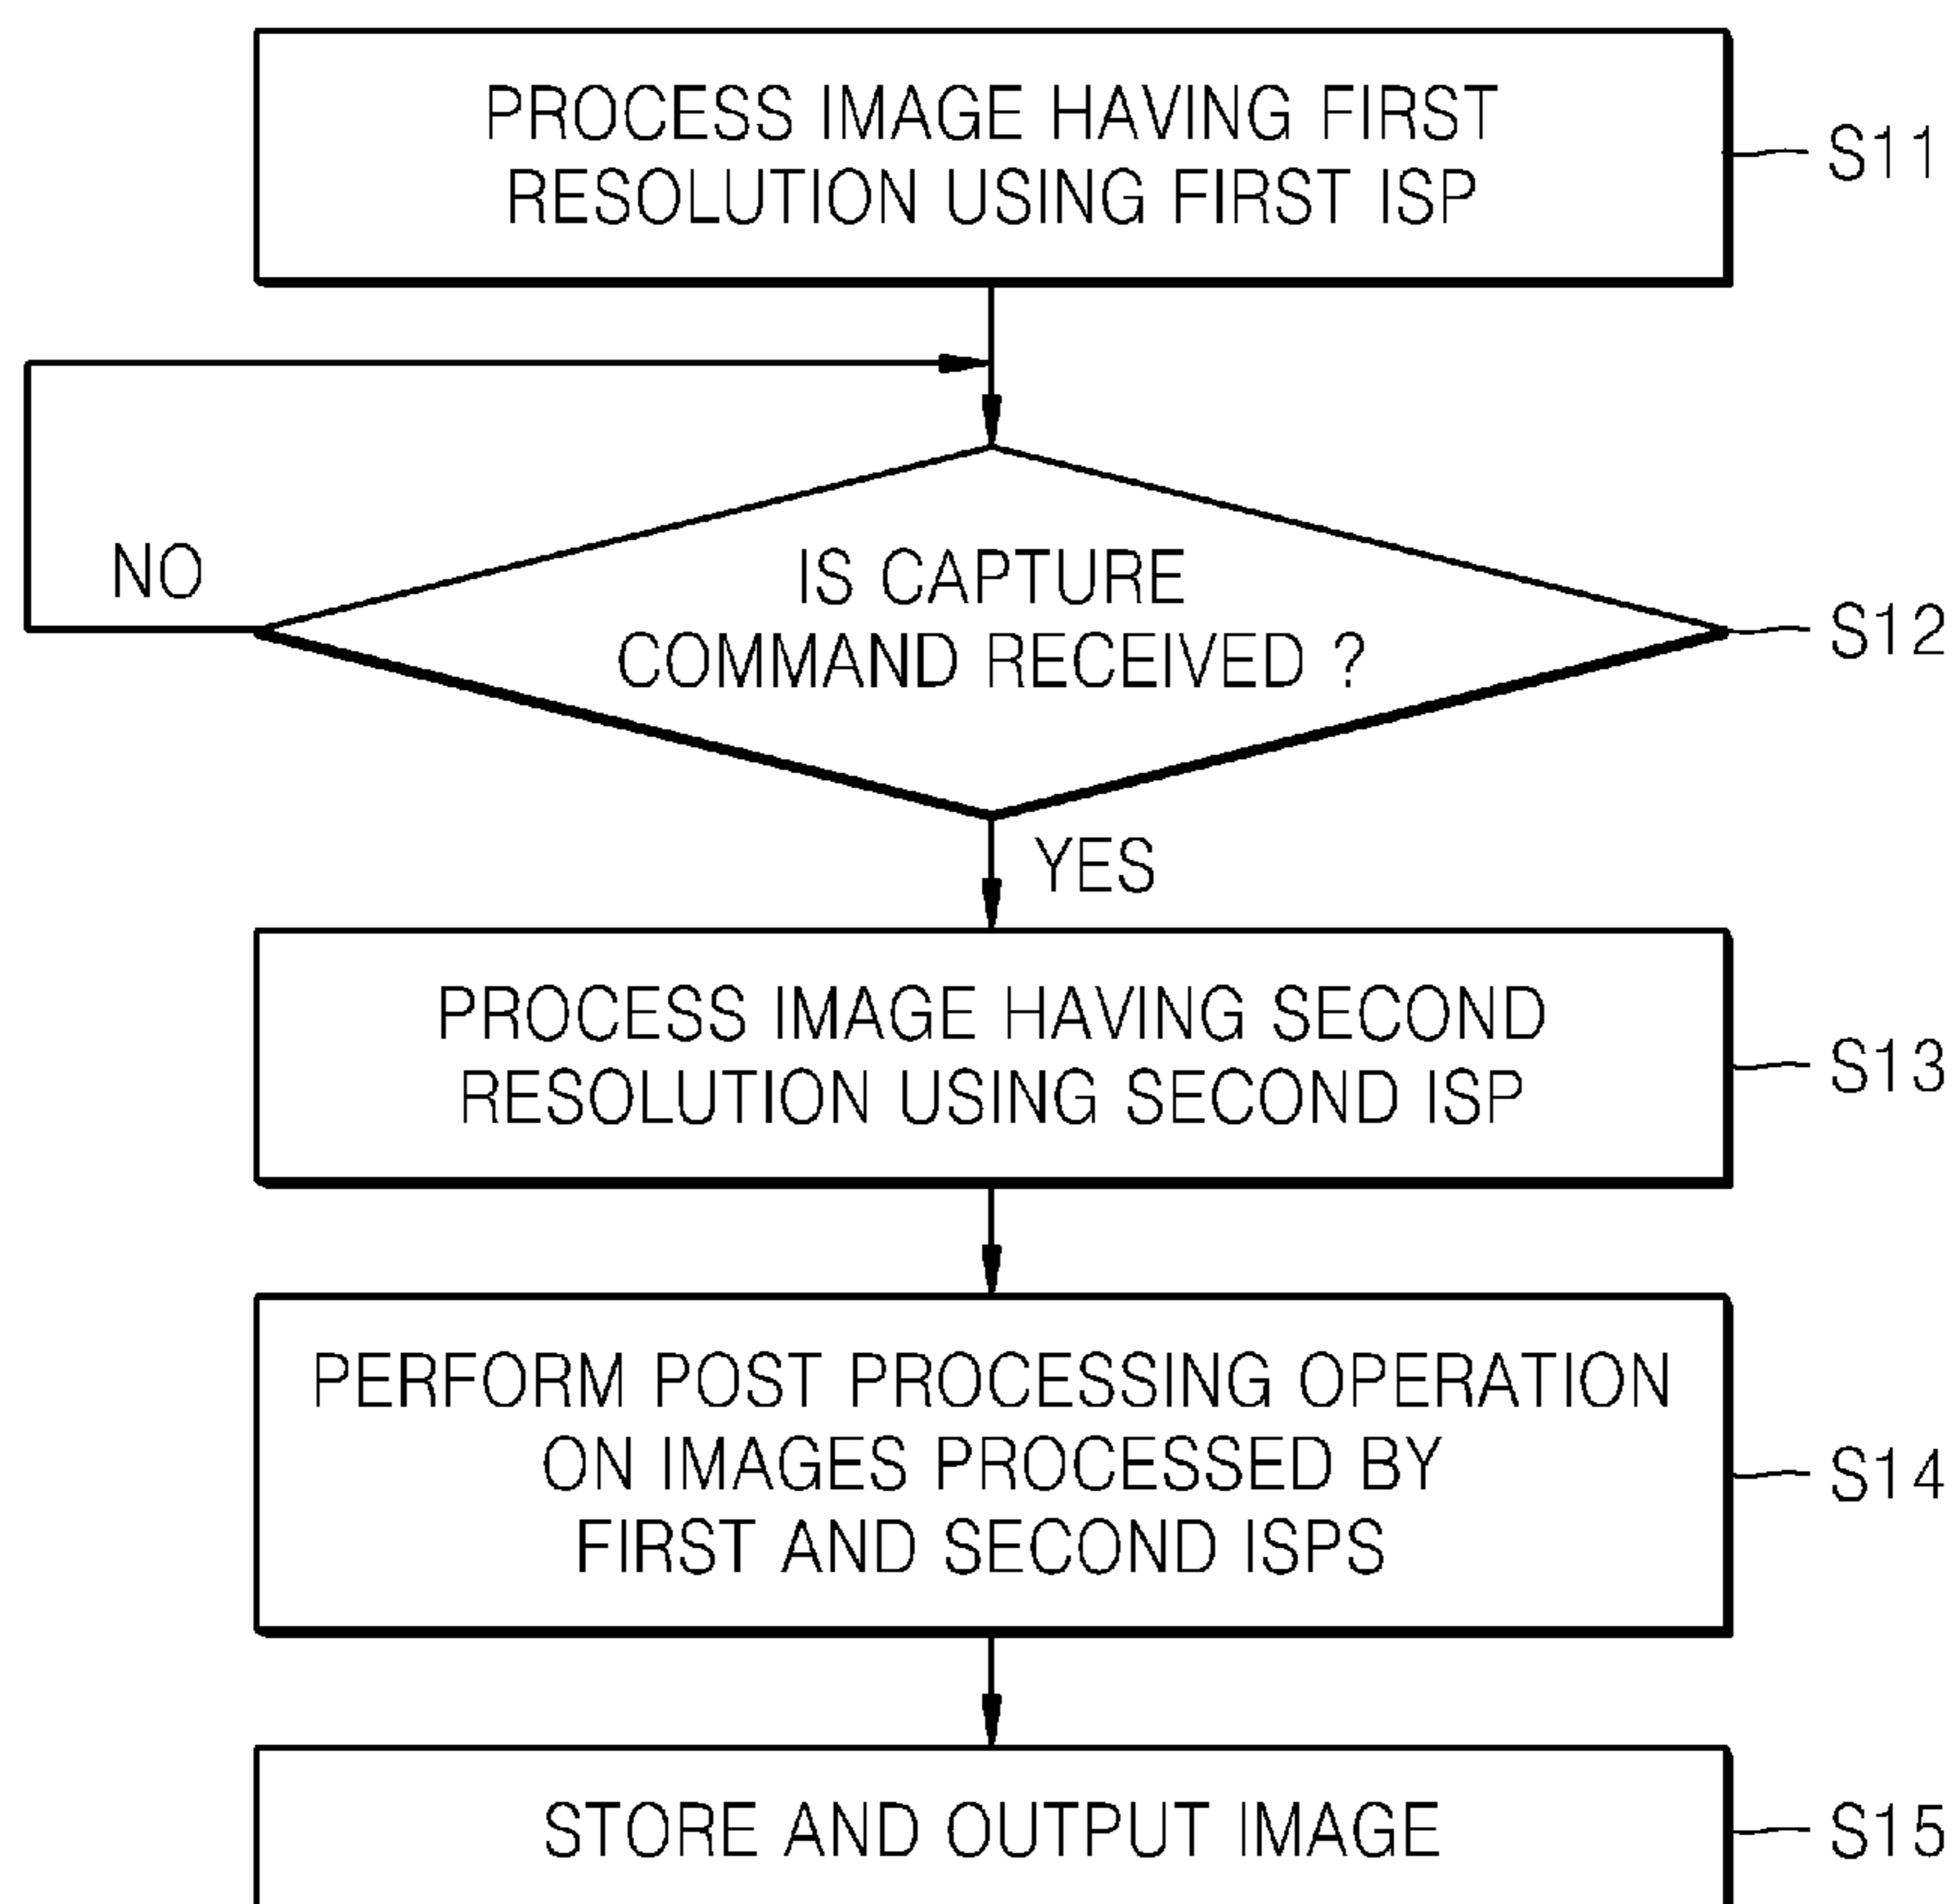 PROCESS IMAGE HAVING FIRST
RESOLUTION USING FIRST ISP
S11
NO
IS CAPTURE
COMMAND RECEIVED ?
S12
YES
PROCESS IMAGE HAVING SECOND
RESOLUTION USING SECOND ISP
S13
PERFORM POST PROCESSING OPERATION
ON IMAGES PROCESSED BY
FIRST AND SECOND ISPS
S14
STORE AND OUTPUT IMAGE
S15